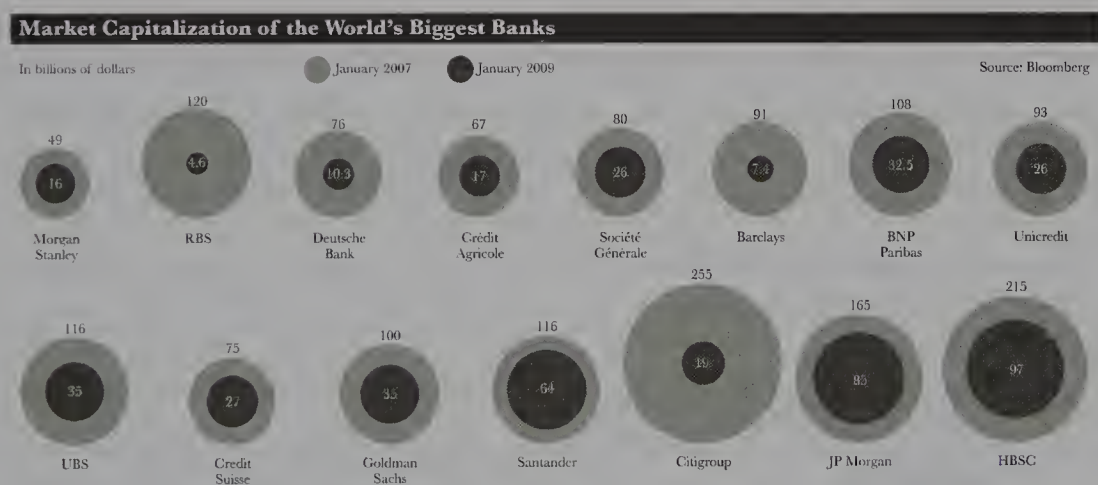 Market Capitalization of the World's Biggest Banks
In billions of dollars
January 2007
January 2009
Source: Bloomberg
49
120
76
67
80
91
108
93
16
4.6
10.3
17
26
7.4
32.5
26
Morgan
Stanley
RBS
Deutsche
Bank
Crédit
Agricole
Société
Générale
Barclays
BNP
Paribas
Unicredit
116
75
100
116
255
165
215
35
27
35
64
19
85
97
UBS
Credit
Suisse
Goldman
Sachs
Santander
Citigroup
JP Morgan
HBSC